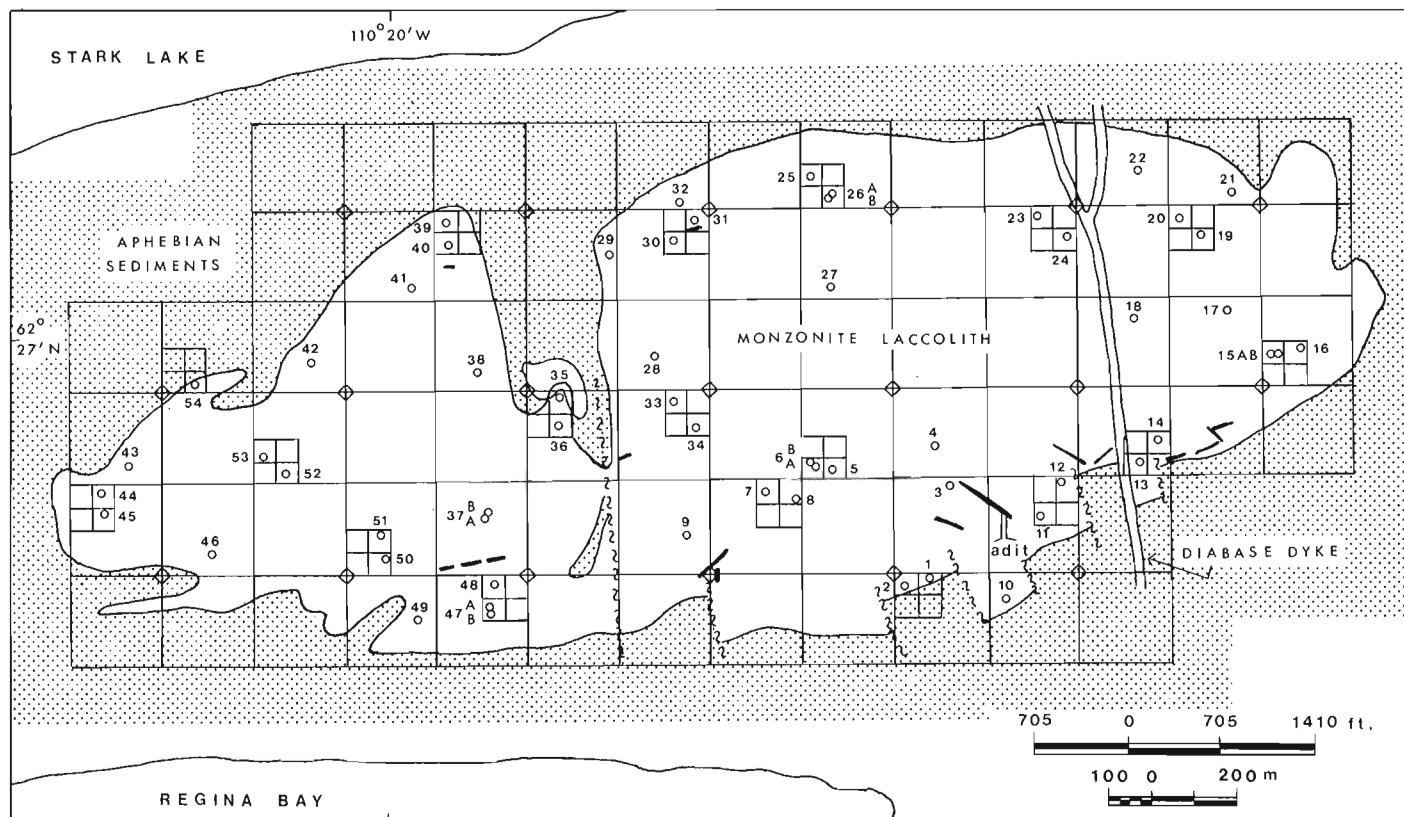 110° 20'W
STARK LAKE
22
25
32
26 A
B
21
39
31
23
20
APHEBIAN
SEDIMENTS
40
29
30
19
24
41
27
62°
27'N
18
17
MONZONITE LACCOLITH
42
38
28
15AB
16
35
54
33
14
36
34
4
43
53
B
6
A
5
12
52
13
44
7
8
3
45
37 B
A
51
9
11
46
50
adit
DIABASE DYKE
1
48
2
10
49
47 A
B
705 0 705 1410 ft.
100 0 200 m
REGINA BAY